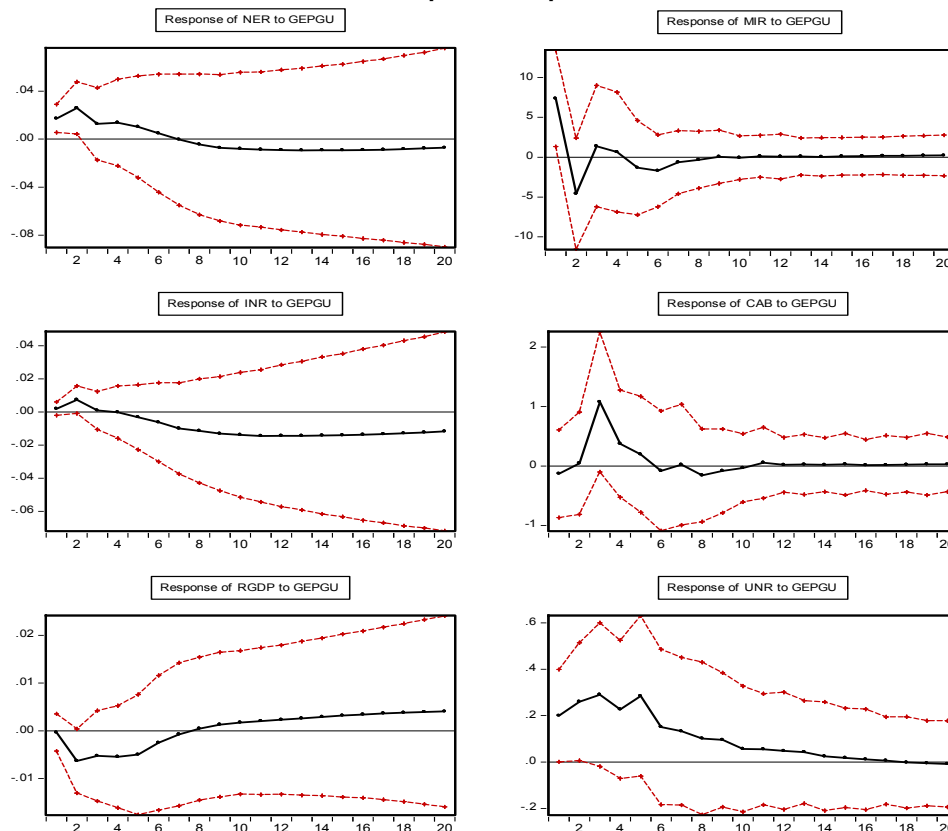 Response of NER to GEPGU
.04
.00
-.04
-.08
2 4 6 8 10 12 14 16 18 20
Response of MIR to GEPGU
10
5
0
-5
-10
2 4 6 8 10 12 14 16 18 20
Response of INR to GEPGU
.04
.02
.00
-.02
-.04
-.06
2 4 6 8 10 12 14 16 18 20
Response of CAB to GEPGU
2
1
0
-1
2 4 6 8 10 12 14 16 18 20
Response of RGDP to GEPGU
.02
.01
.00
-.01
2 4 6 8 10 12 14 16 18 20
Response of UNR to GEPGU
.6
.4
.2
.0
-.2
2 4 6 8 10 12 14 16 18 20